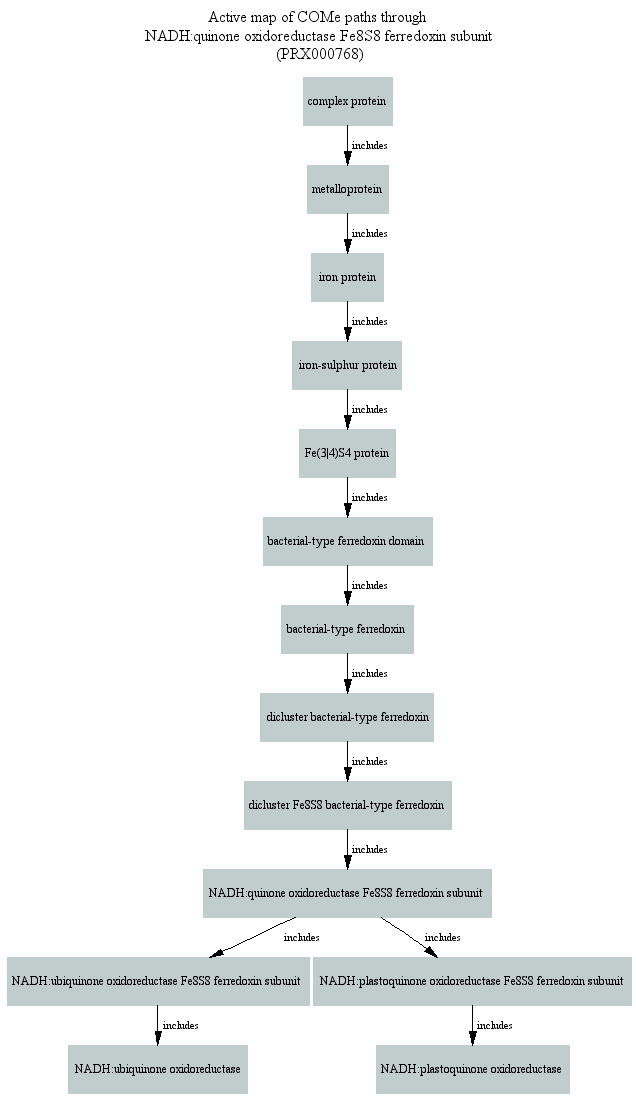 Active map of COMe paths through
NADH:quinone oxidoreductase Fe8S8 ferredoxin subunit
(PRX000768)
complex protein
includes
metalloprotein
includes
iron protein
includes
iron-sulphur protein
includes
Fe(3|4)S4 protein
includes
bacterial-type ferredoxin domain
includes
bacterial-type ferredoxin
includes
dicluster bacterial-type ferredoxin
includes
dicluster Fe8S8 bacterial-type ferredoxin
includes
NADH:quinone oxidoreductase Fe8S8 ferredoxin subunit
includes
includes
NADH:ubiquinone oxidoreductase Fe8S8 ferredoxin subunit
NADH:plastoquinone oxidoreductase Fe8S8 ferredoxin subunit
includes
includes
NADH:ubiquinone oxidoreductase
NADH:plastoquinone oxidoreductase